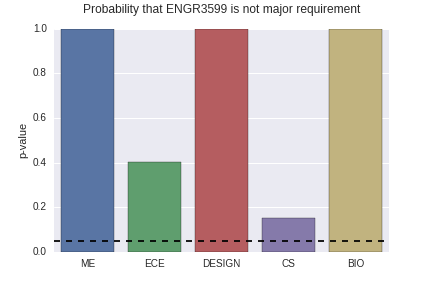 Probability that ENGR3599 is not major requirement
1.0
0.8
0.6
0.4
0.2
0.0
p-value
ME ECE DESIGN CS BIO